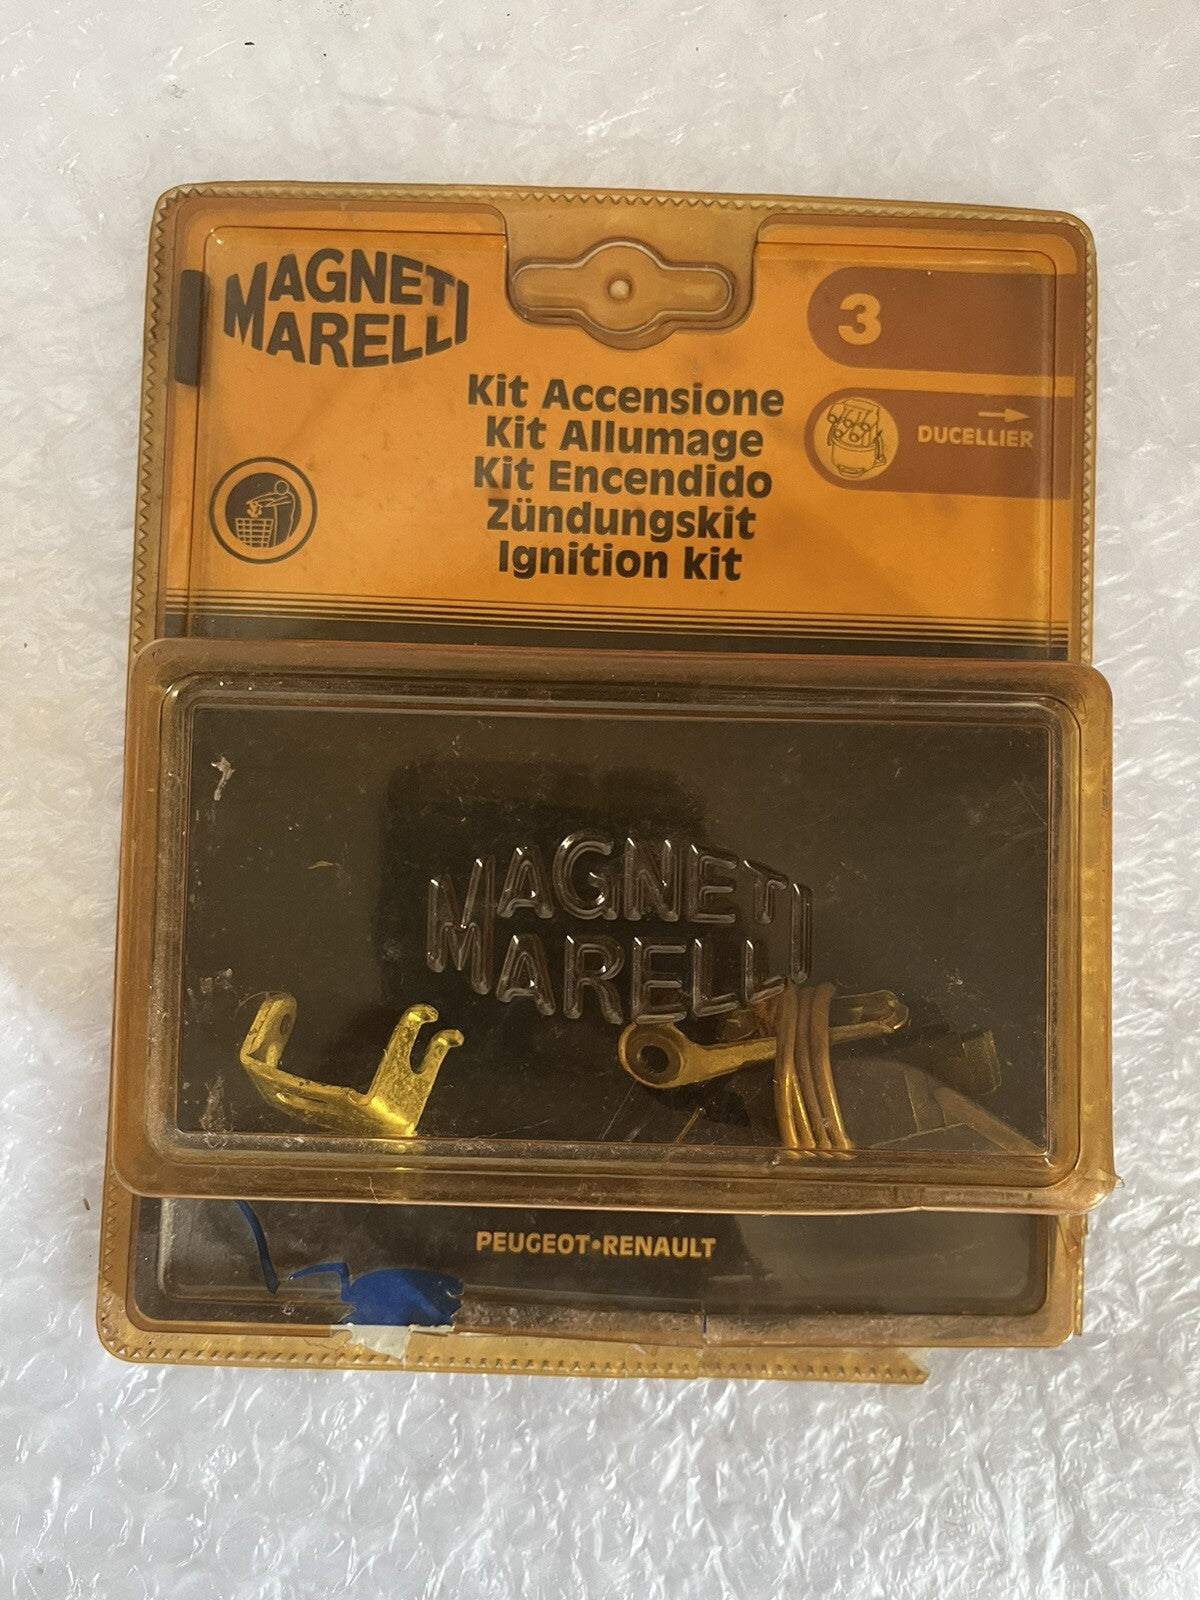 MAGNETI
MARELLI
3
DUCELLIER
Kit Accensione
Kit Allumage
Kit Encendido
Zündungskit
Ignition kit
MAGNETI
MARELLI
PEUGEOT•RENAULT